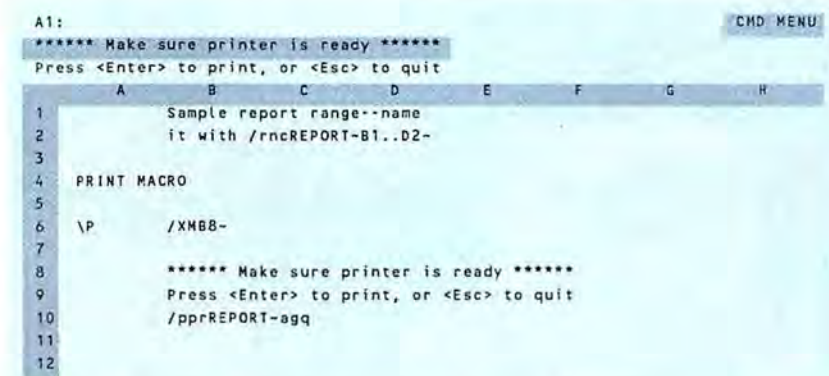 A1: CMD MENU
****** Make sure printer is ready ******
Press <Enter> to print, or <Esc> to quit
A B C D E F G H
1 Sample report range--name
2 it with /rncREPORT~B1..D2~
3
4 PRINT MACRO
5
6 \P /XMB8~
7
8 ****** Make sure printer is ready ******
9 Press <Enter> to print, or <Esc> to quit
10 /pprREPORT~agq
11
12